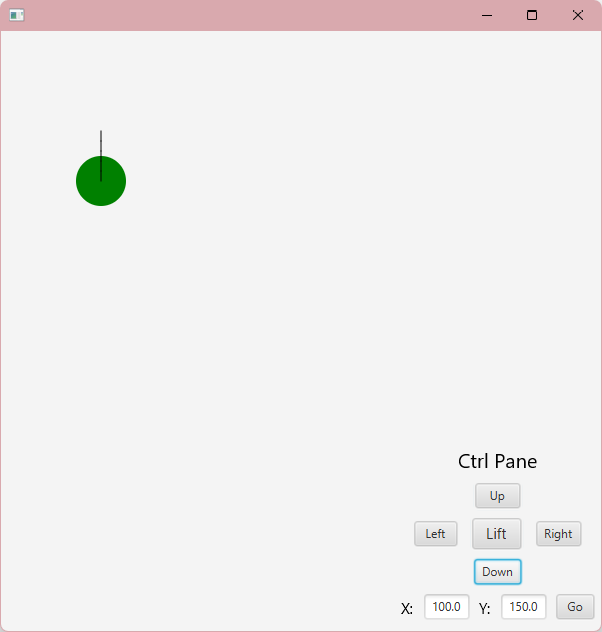 Ctrl Pane
Up
Left Lift Right
Down
X: 100.0 Y: 150.0 Go